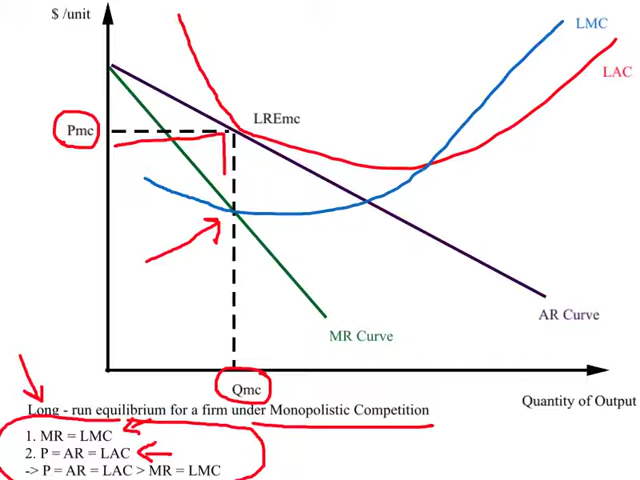 $ /unit
LMC
LAC
LREmc
Pmc
AR Curve
MR Curve
Qmc
Quantity of Output
Long - run equilibrium for a firm under Monopolistic Competition
1. MR = LMC
2. P = AR = LAC
-> P = AR = LAC > MR = LMC